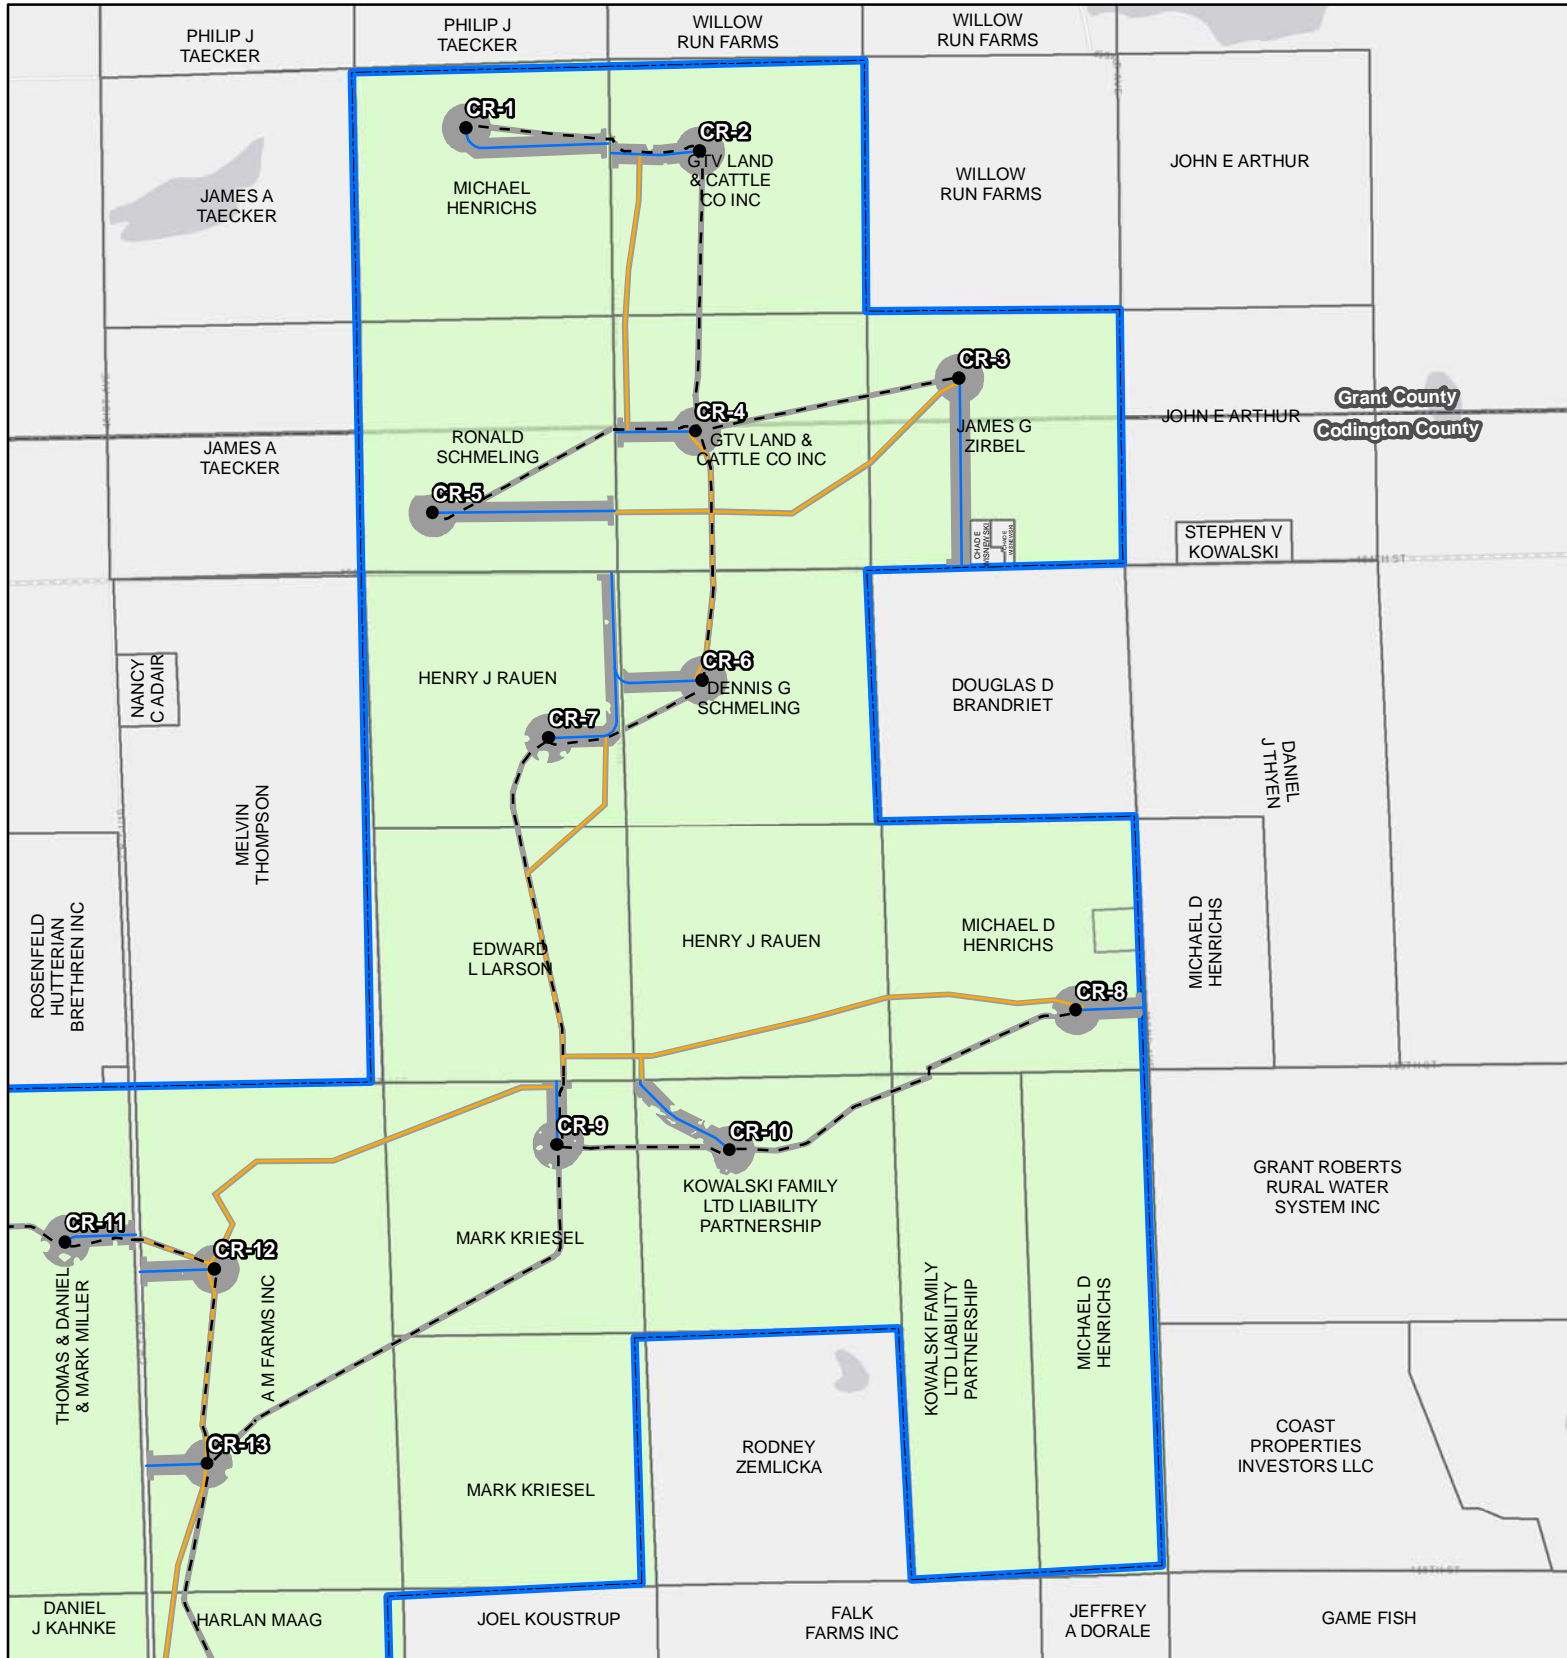 PHILIP J
TAECKER
PHILIP J
TAECKER
WILLOW
RUN FARMS
WILLOW
RUN FARMS
CR-1
CR-2
GTV LAND
& CATTLE
CO INC
MICHAEL
HENRICHS
JAMES A
TAECKER
WILLOW
RUN FARMS
JOHN E ARTHUR
CR-3
CR-4
Grant County
JOHN E ARTHUR
Codington County
JAMES G
ZIRBEL
RONALD
SCHMELING
GTV LAND &
CATTLE CO INC
JAMES A
TAECKER
CR-5
CHAD E
WISNEWSKI
CHAD E
WISNEWSKI
STEPHEN V
KOWALSKI
NANCY
C ADAIR
HENRY J RAUEN
CR-6
DENNIS G
SCHMELING
CR-7
DOUGLAS D
BRANDRIET
DANIEL
J THYEN
MELVIN
THOMPSON
ROSENFELD
HUTTERIAN
BRETHREN INC
EDWARD
L LARSON
HENRY J RAUEN
MICHAEL D
HENRICHS
MICHAEL D
HENRICHS
CR-8
CR-9
CR-10
KOWALSKI FAMILY
LTD LIABILITY
PARTNERSHIP
GRANT ROBERTS
RURAL WATER
SYSTEM INC
MARK KRIESEL
CR-11
CR-12
THOMAS & DANIEL
& MARK MILLER
A M FARMS INC
KOWALSKI FAMILY
LTD LIABILITY
PARTNERSHIP
MICHAEL D
HENRICHS
CR-13
RODNEY
ZEMLICKA
COAST
PROPERTIES
INVESTORS LLC
MARK KRIESEL
DANIEL
J KAHNKE
HARLAN MAAG
JOEL KOUSTRUP
FALK
FARMS INC
JEFFREY
A DORALE
GAME FISH